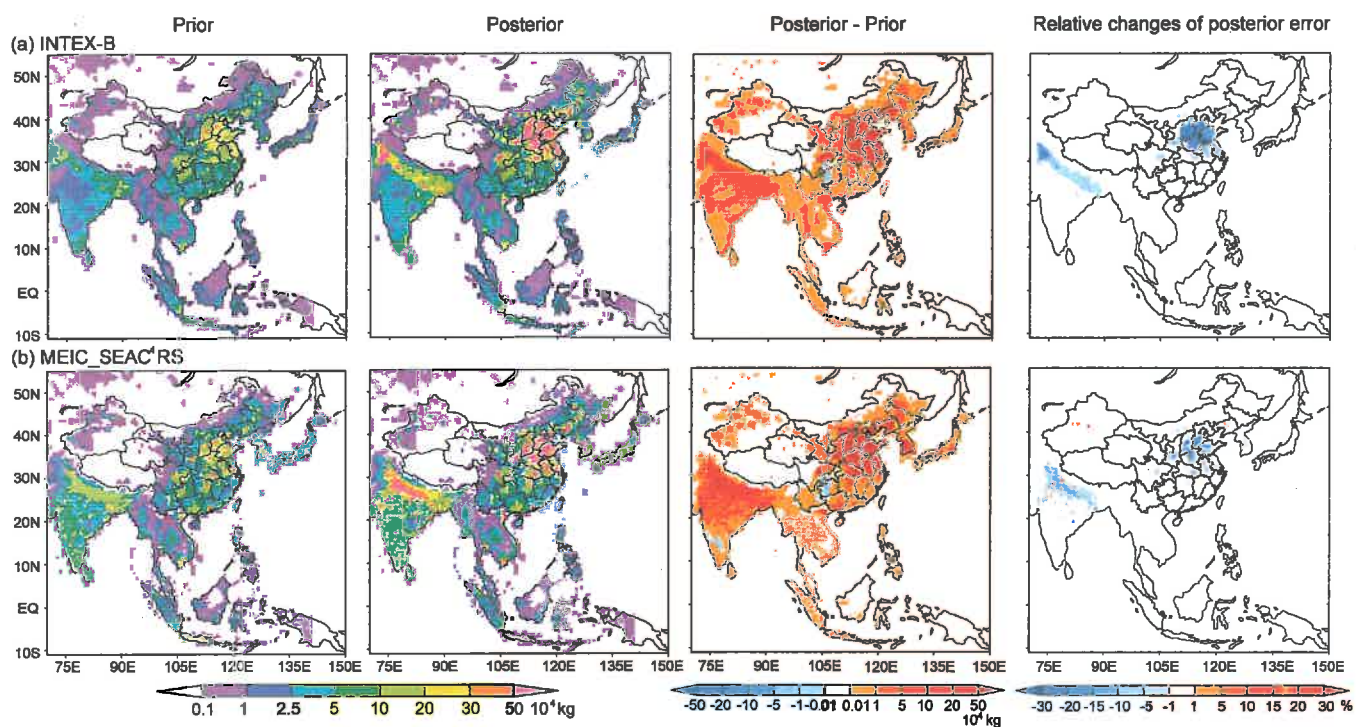 Prior Posterior Posterior - Prior Relative changes of posterior error
(a) INTEX-B
50N
40N
30N
20N
10N
EQ
10S
(b) MEIC_SEAC⁴RS
50N
40N
30N
20N
10N
EQ
10S
75E 90E 105E 120E 135E 150E 75E 90E 105E 120E 135E 150E 75E 90E 105E 120E 135E 150E 75E 90E 105E 120E 135E 150E
0.1 1 2.5 5 10 20 30 50 10⁴ kg -50 -20 -10 -5 -1 -0.01 0.01 1 5 10 20 50 -30 -20 -15 -10 -5 -1 1 5 10 15 20 30 %
10⁴ kg